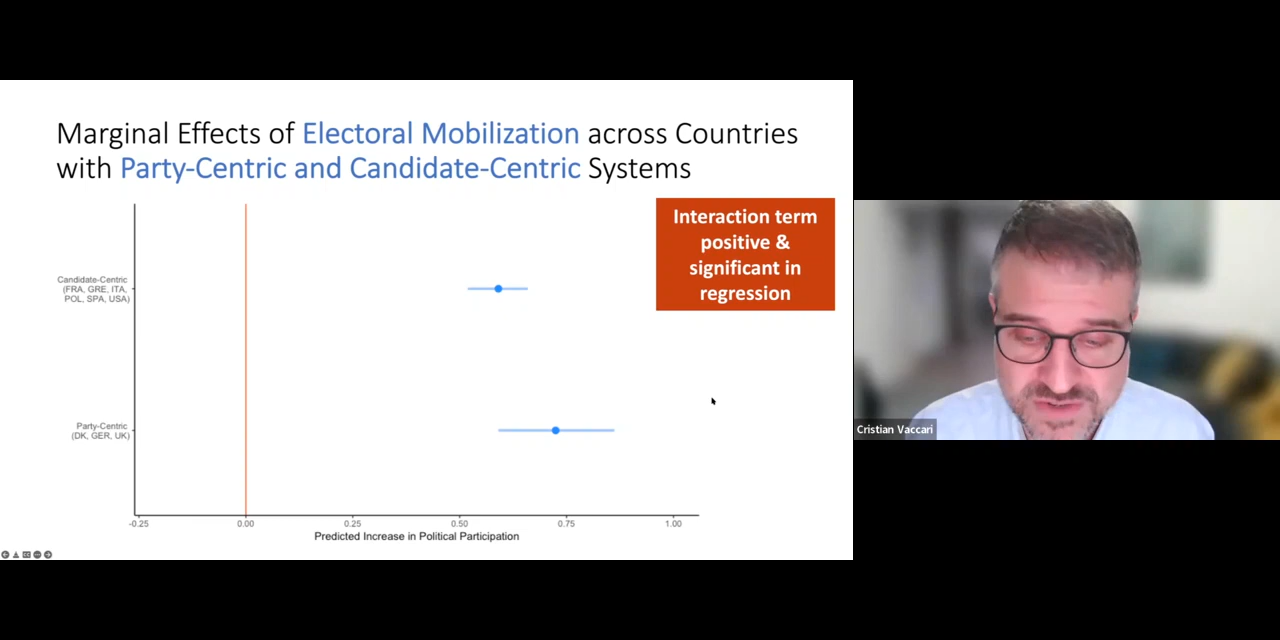 Marginal Effects of Electoral Mobilization across Countries
with Party-Centric and Candidate-Centric Systems
Interaction term
positive &
significant in
regression
Candidate-Centric
(FRA, GRE, ITA,
POL, SPA, USA)
Party-Centric
(DK, GER, UK)
-0.25 0.00 0.25 0.50 0.75 1.00
Predicted Increase in Political Participation
Cristian Vaccari